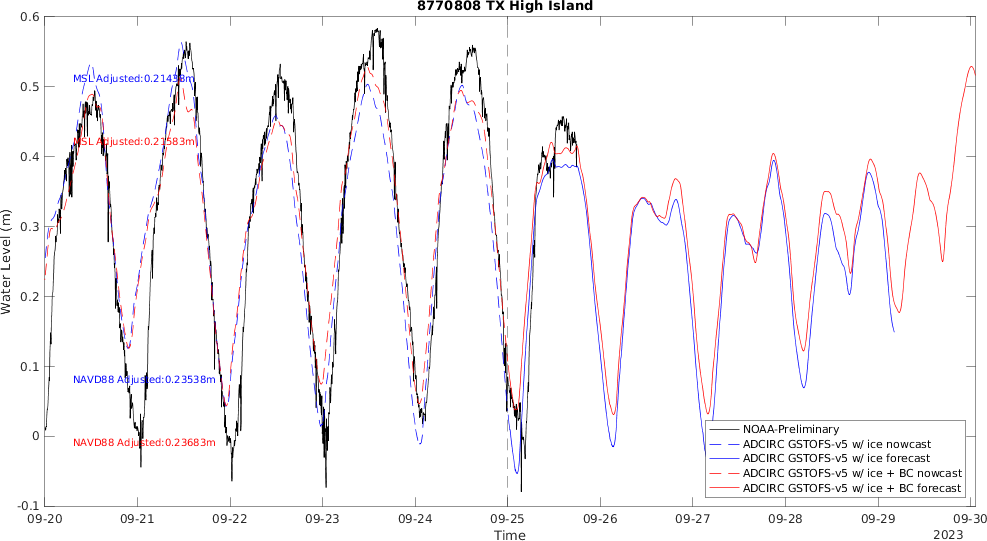 8770808 TX High Island
Water Level (m)
0.6
0.5
0.4
0.3
0.2
0.1
0
-0.1
MSL Adjusted:0.21438m
MSL Adjusted:0.21583m
NAVD88 Adjusted:0.23538m
NAVD88 Adjusted:0.23683m
NOAA-Preliminary
ADCIRC GSTOFS-v5 w/ ice nowcast
ADCIRC GSTOFS-v5 w/ ice forecast
ADCIRC GSTOFS-v5 w/ ice + BC nowcast
ADCIRC GSTOFS-v5 w/ ice + BC forecast
09-20 09-21 09-22 09-23 09-24 09-25 09-26 09-27 09-28 09-29 09-30
Time
2023